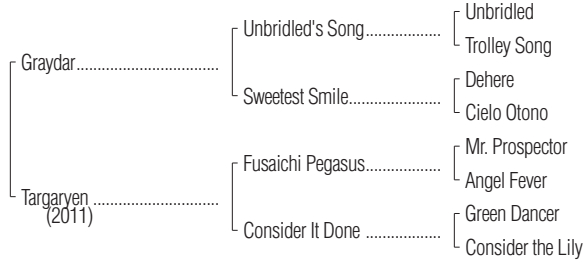 Unbridled
Unbridled's Song
Trolley Song
Graydar
Dehere
Sweetest Smile
Cielo Otono
Mr. Prospector
Fusaichi Pegasus
Angel Fever
Targaryen
(2011)
Green Dancer
Consider It Done
Consider the Lily